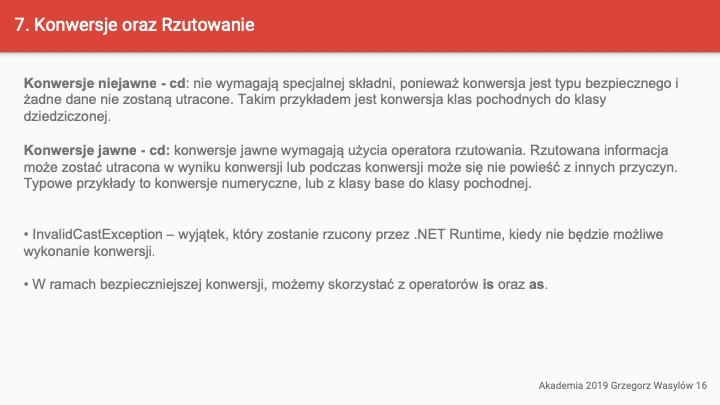 7. Konwersje oraz Rzutowanie
Konwersje niejawne - cd: nie wymagają specjalnej składni, ponieważ konwersja jest typu bezpiecznego i
żadne dane nie zostaną utracone. Takim przykładem jest konwersja klas pochodnych do klasy
dziedziczonej.
Konwersje jawne - cd: konwersje jawne wymagają użycia operatora rzutowania. Rzutowana informacja
może zostać utracona w wyniku konwersji lub podczas konwersji może się nie powieść z innych przyczyn.
Typowe przykłady to konwersje numeryczne, lub z klasy base do klasy pochodnej.
• InvalidCastException – wyjątek, który zostanie rzucony przez .NET Runtime, kiedy nie będzie możliwe
wykonanie konwersji.
• W ramach bezpieczniejszej konwersji, możemy skorzystać z operatorów is oraz as.
Akademia 2019 Grzegorz Wasylów 16